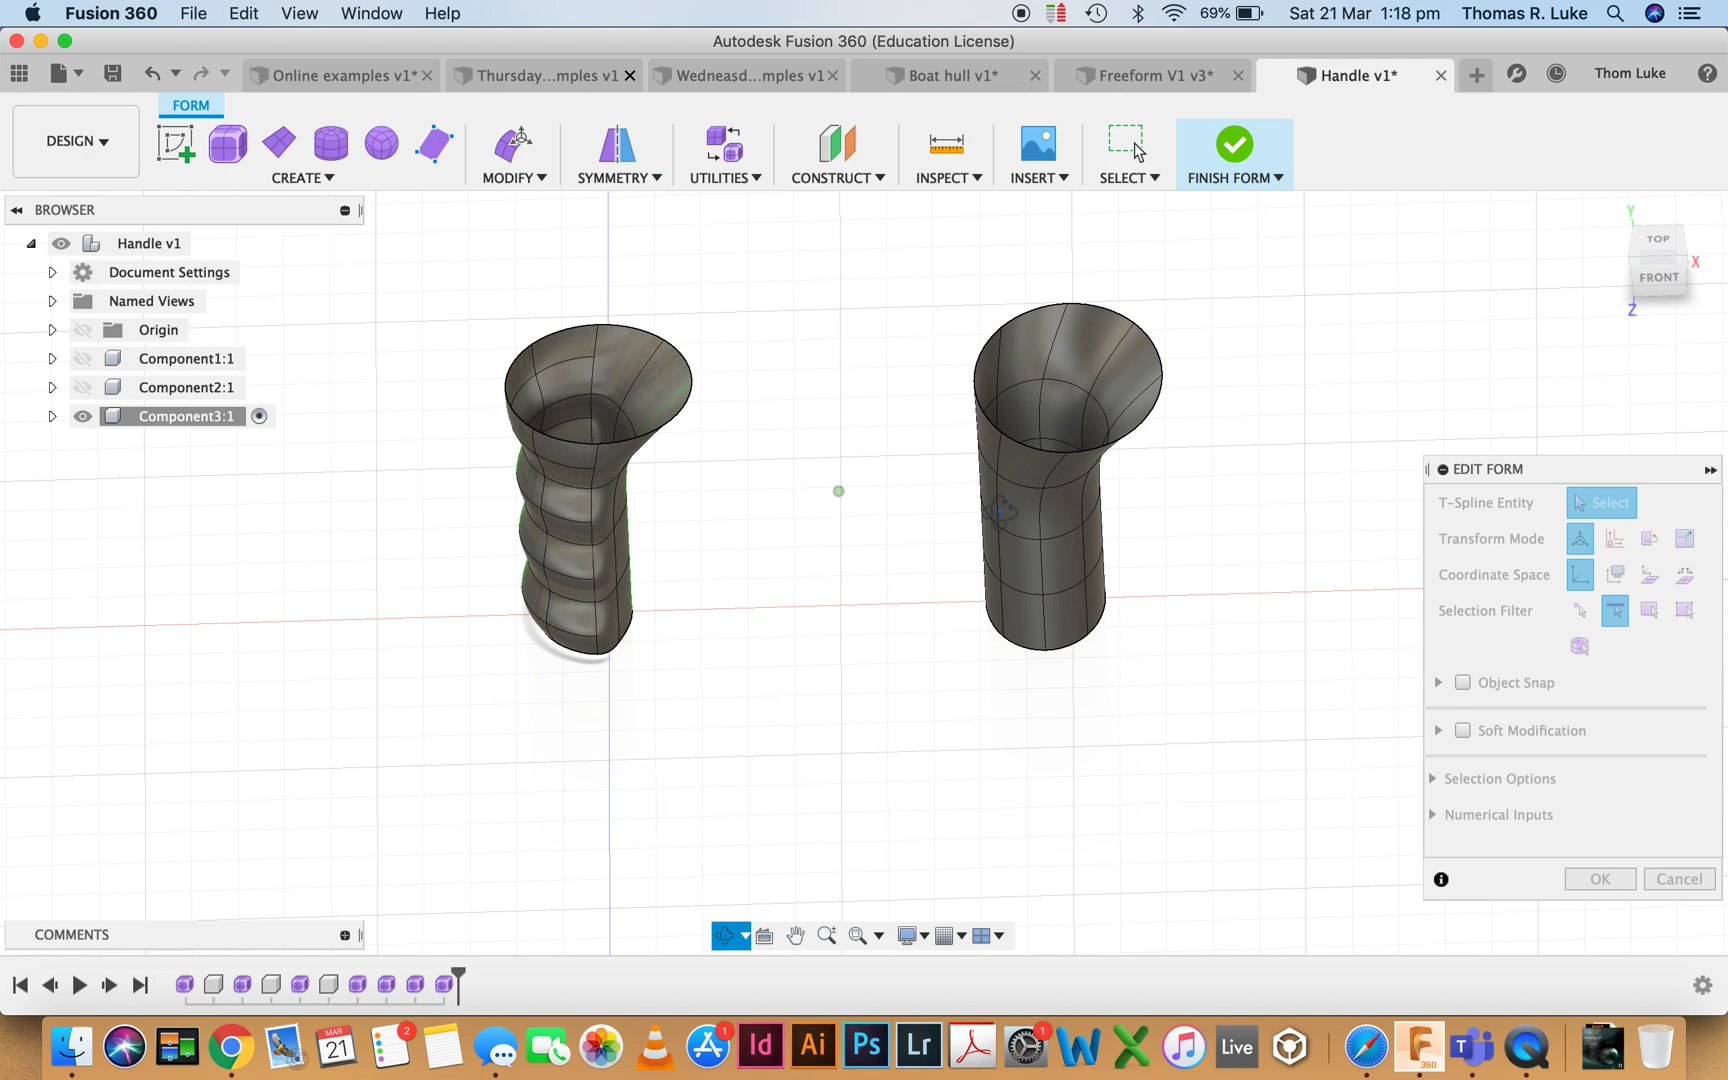 Fusion 360 File Edit View Window Help 69% Sat 21 Mar 1:18 pm Thomas R. Luke
Autodesk Fusion 360 (Education License)
Online examples v1* Thursday...mples v1 Wedneasd...mples v1 Boat hull v1* Freeform V1 v3* Handle v1* Thom Luke
FORM
DESIGN
CREATE MODIFY SYMMETRY UTILITIES CONSTRUCT INSPECT INSERT SELECT FINISH FORM
BROWSER
Handle v1
Document Settings
Named Views
Origin
Component1:1
Component2:1
Component3:1
Y
TOP
X
FRONT
Z
EDIT FORM
T-Spline Entity Select
Transform Mode
Coordinate Space
Selection Filter
Object Snap
Soft Modification
Selection Options
Numerical Inputs
OK Cancel
COMMENTS
MAR
21
2
1
Id
Ai
Ps
Lr
1
W
X
Live
F
360
T